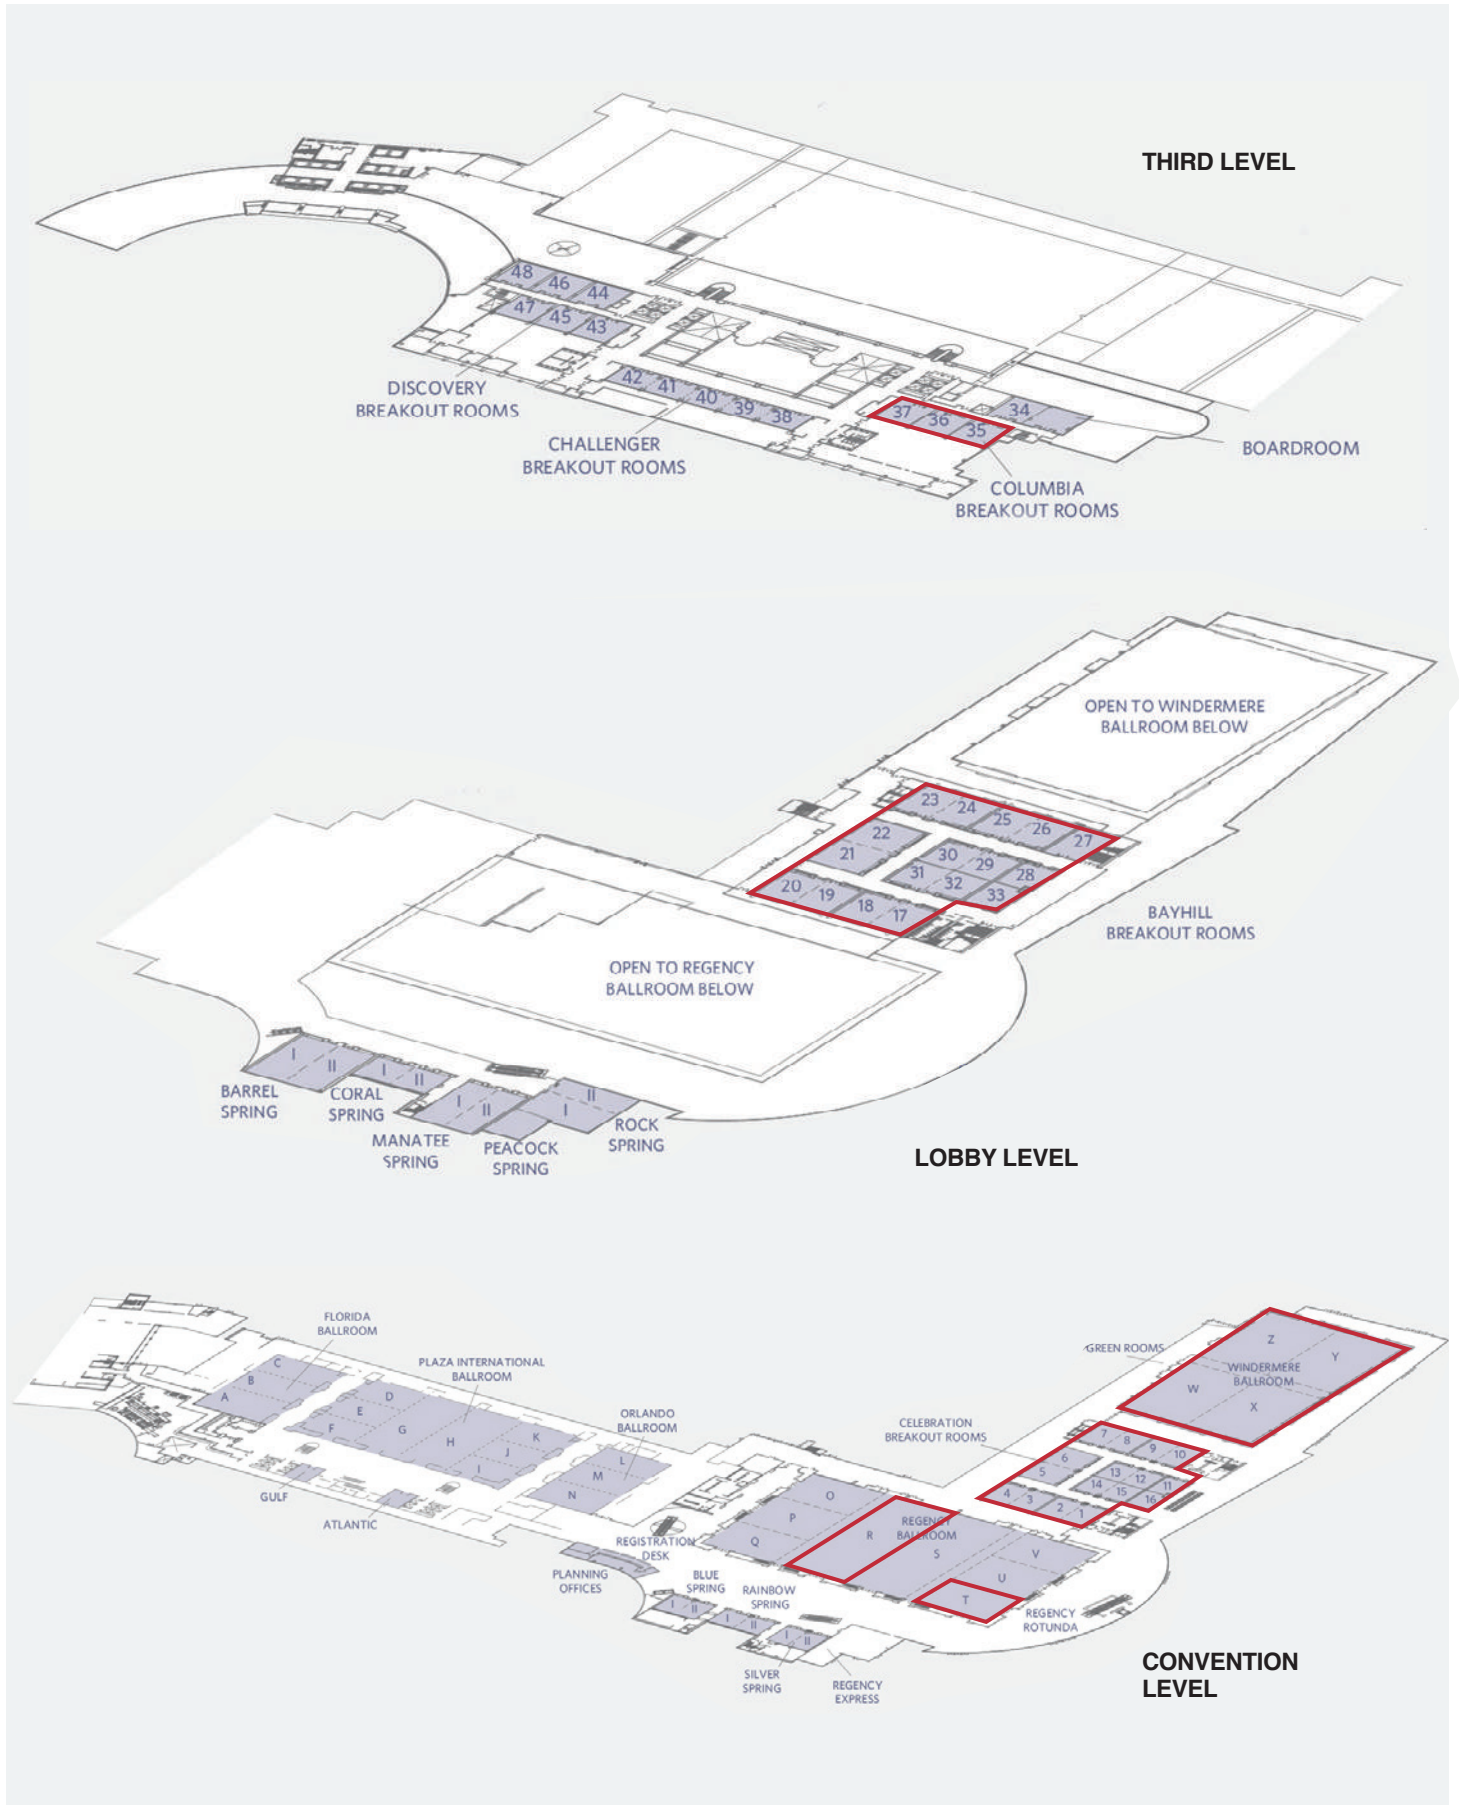 THIRD LEVEL
48
46
44
47
45
43
42
41
40
39
38
37
36
35
34
DISCOVERY
BREAKOUT ROOMS
CHALLENGER
BREAKOUT ROOMS
COLUMBIA
BREAKOUT ROOMS
BOARDROOM
OPEN TO WINDERMERE
BALLROOM BELOW
23
24
25
26
27
22
21
30
29
28
31
32
33
20
19
18
17
BAYHILL
BREAKOUT ROOMS
OPEN TO REGENCY
BALLROOM BELOW
I
II
BARREL
SPRING
I
II
CORAL
SPRING
I
II
MANATEE
SPRING
PEACOCK
SPRING
II
I
ROCK
SPRING
LOBBY LEVEL
FLORIDA
BALLROOM
C
B
A
PLAZA INTERNATIONAL
BALLROOM
D
E
F
G
H
I
J
K
ORLANDO
BALLROOM
L
M
N
GULF
ATLANTIC
REGISTRATION
DESK
PLANNING
OFFICES
BLUE
SPRING
I
II
RAINBOW
SPRING
I
II
SILVER
SPRING
I
II
REGENCY
EXPRESS
O
P
Q
R
REGENCY
BALLROOM
S
T
U
V
REGENCY
ROTUNDA
CELEBRATION
BREAKOUT ROOMS
7
8
9
10
6
5
13
12
11
14
15
16
4
3
2
1
GREEN ROOMS
Z
Y
WINDERMERE
BALLROOM
W
X
CONVENTION
LEVEL